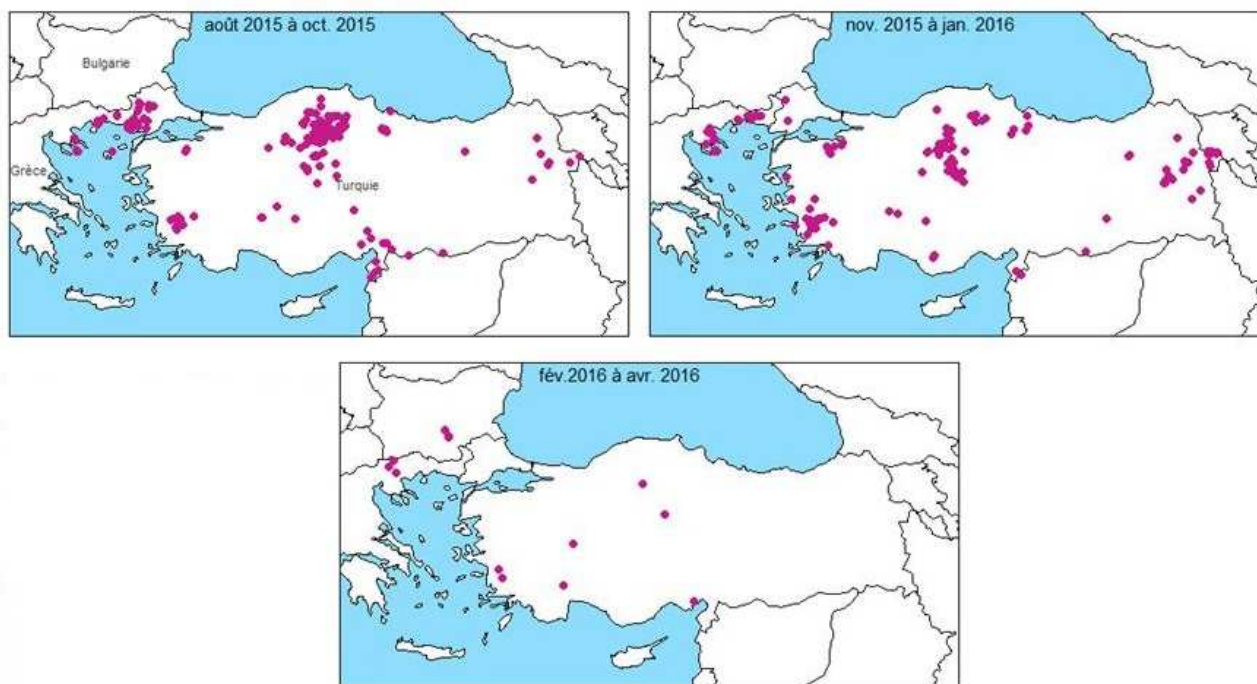 août 2015 à oct. 2015
Bulgarie
Grèce
Turquie
nov. 2015 à jan. 2016
fév.2016 à avr. 2016